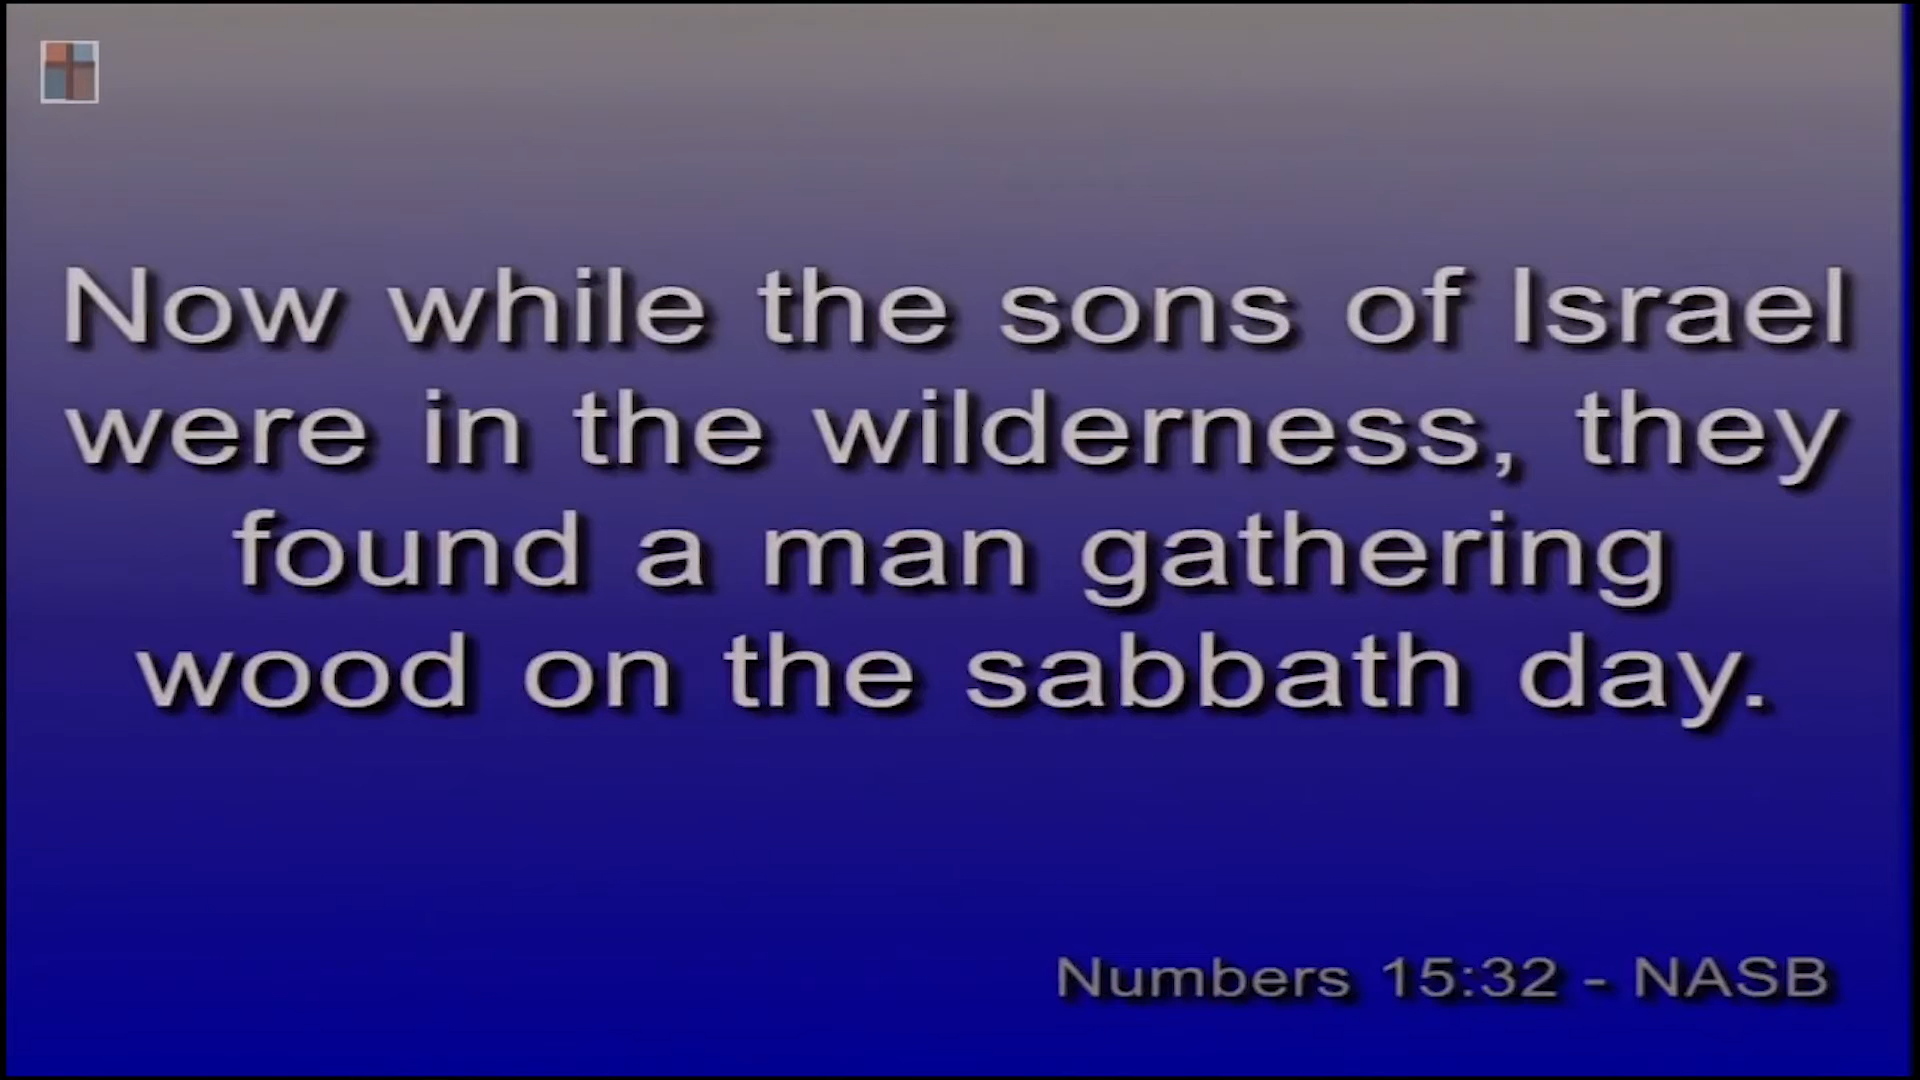 Now while the sons of Israel
were in the wilderness, they
found a man gathering
wood on the sabbath day.
Numbers 15:32 - NASB